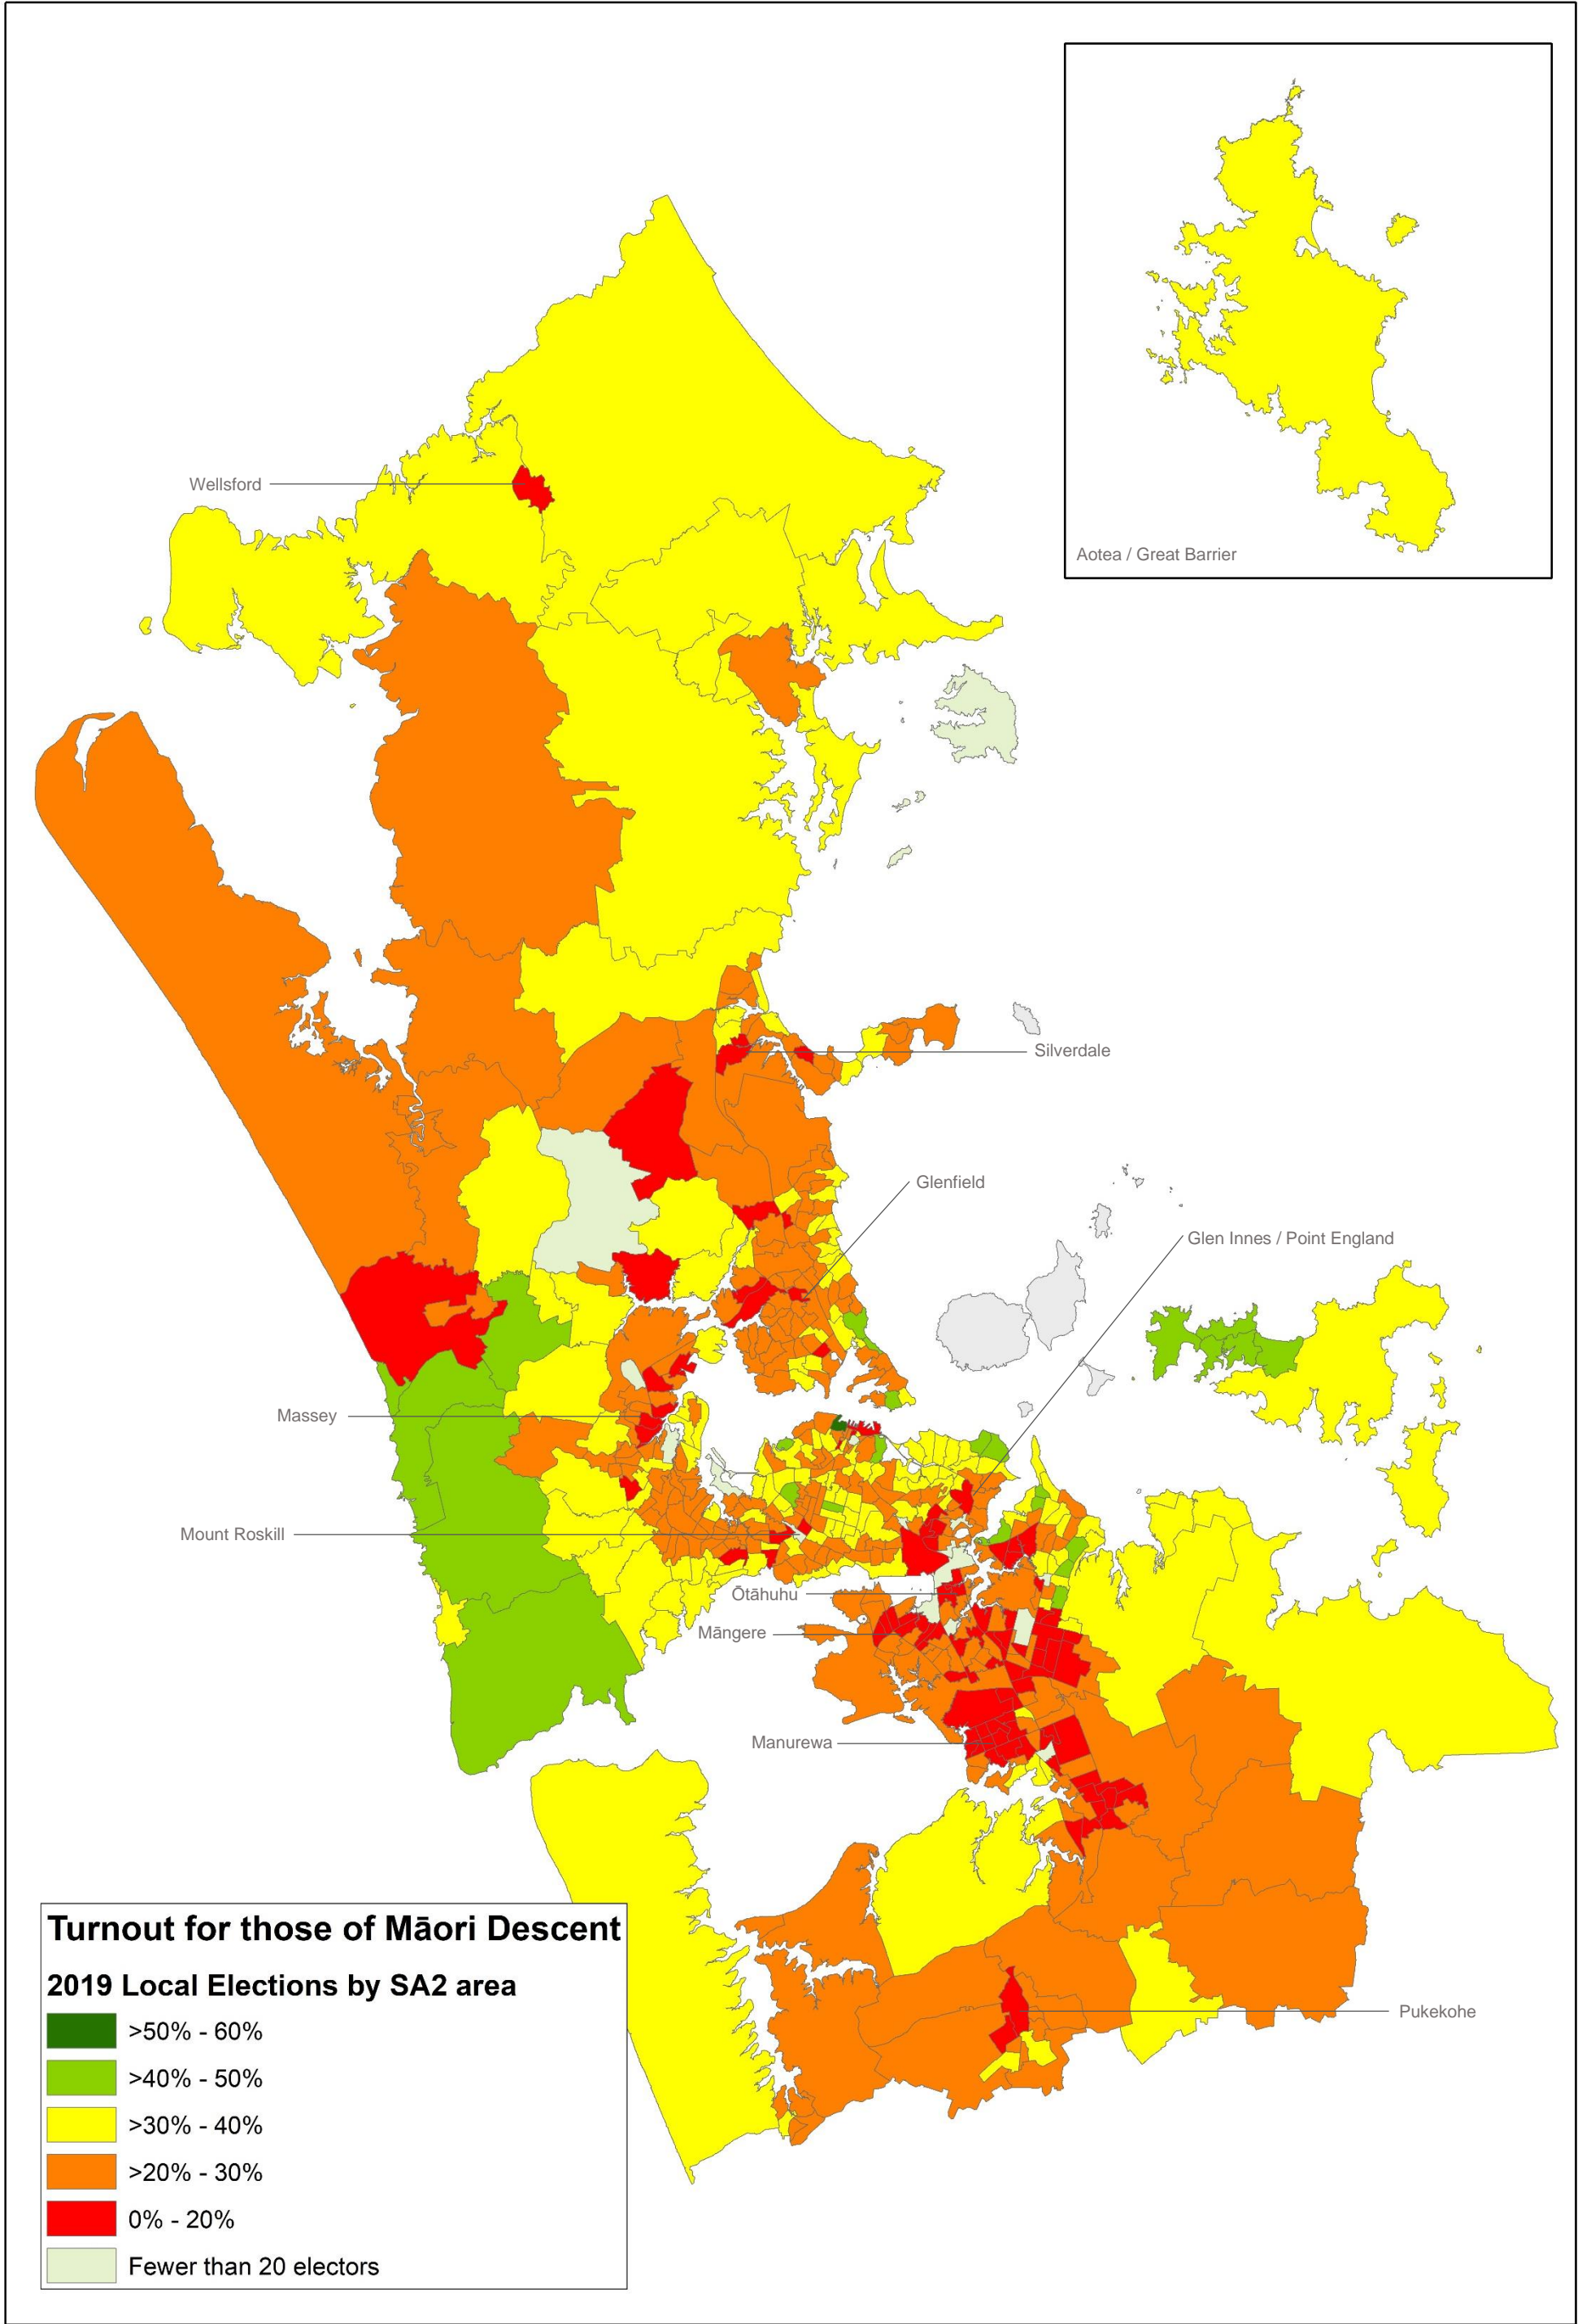 Aotea / Great Barrier
Wellsford
Silverdale
Glenfield
Glen Innes / Point England
Massey
Mount Roskill
Ōtāhuhu
Māngere
Manurewa
Pukekohe
Turnout for those of Māori Descent
2019 Local Elections by SA2 area
>50% - 60%
>40% - 50%
>30% - 40%
>20% - 30%
0% - 20%
Fewer than 20 electors